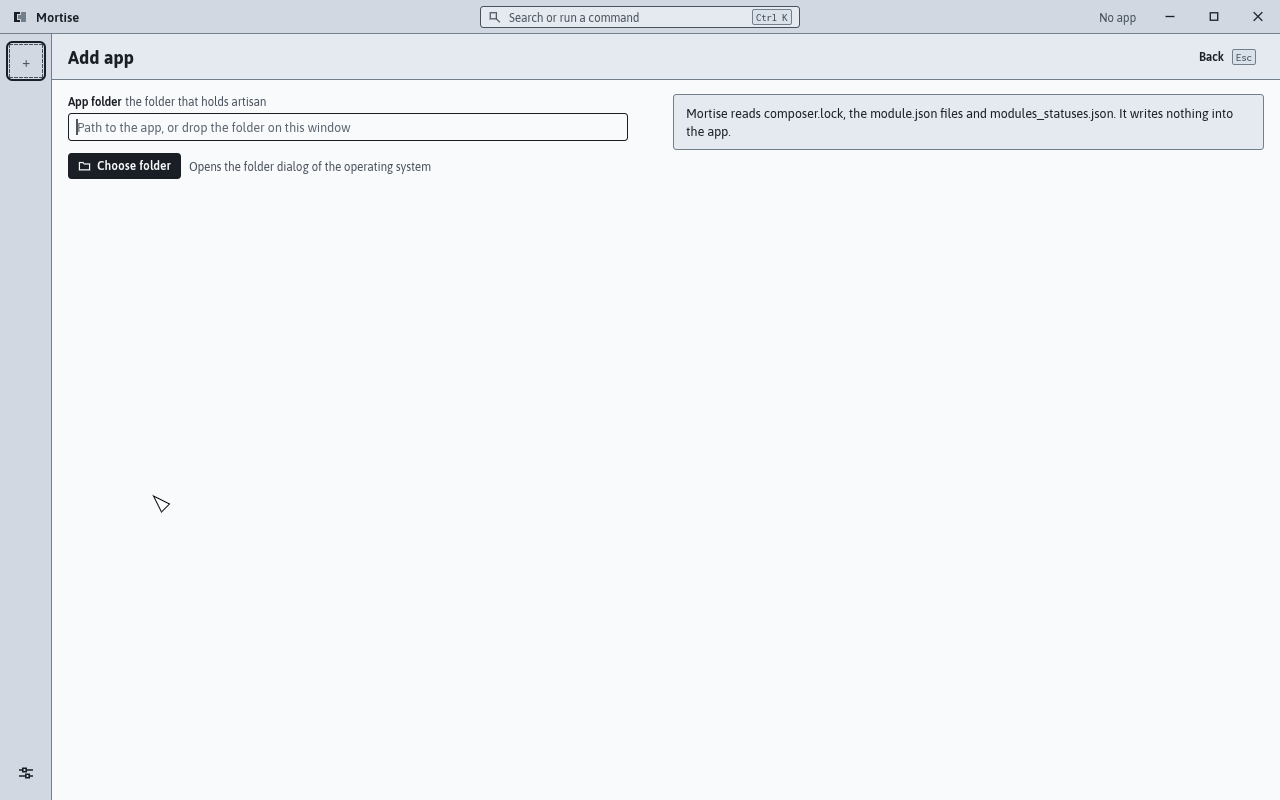 Mortise
Search or run a command
Ctrl K
No app
+
Add app
Back
Esc
App folder the folder that holds artisan
Path to the app, or drop the folder on this window
Choose folder
Opens the folder dialog of the operating system
Mortise reads composer.lock, the module.json files and modules_statuses.json. It writes nothing into
the app.